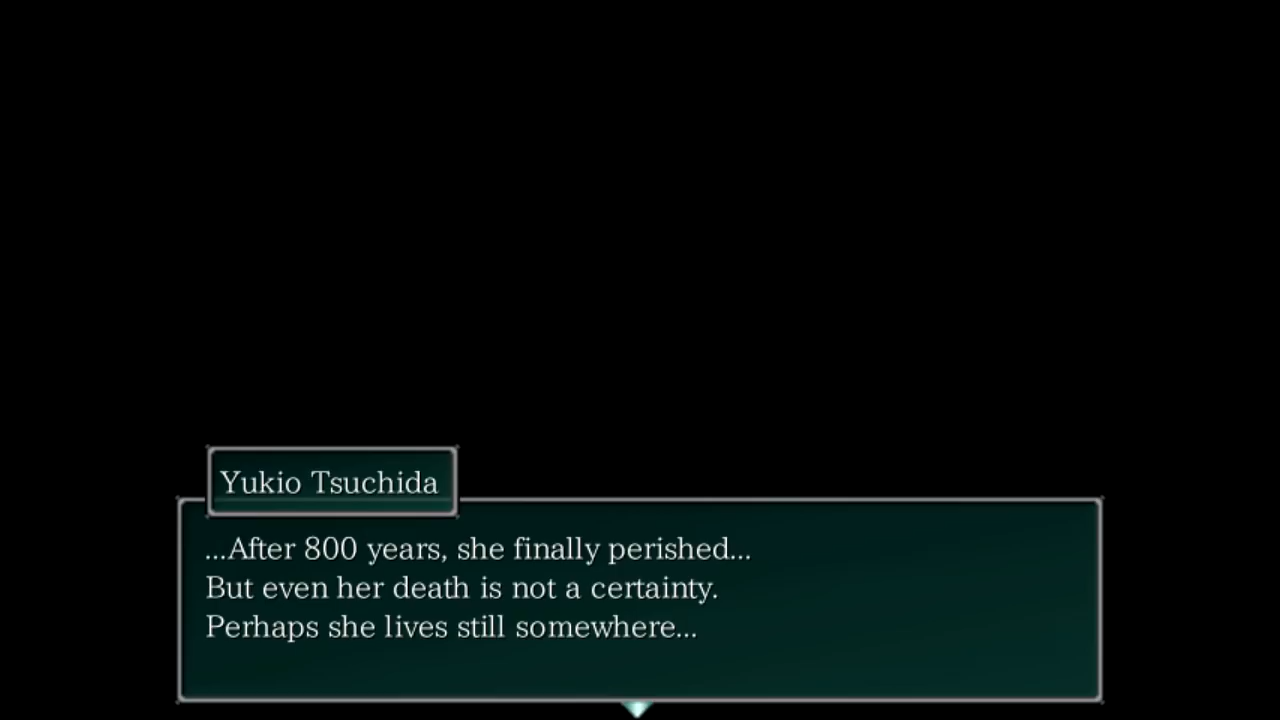 Yukio Tsuchida
...After 800 years, she finally perished...
But even her death is not a certainty.
Perhaps she lives still somewhere...